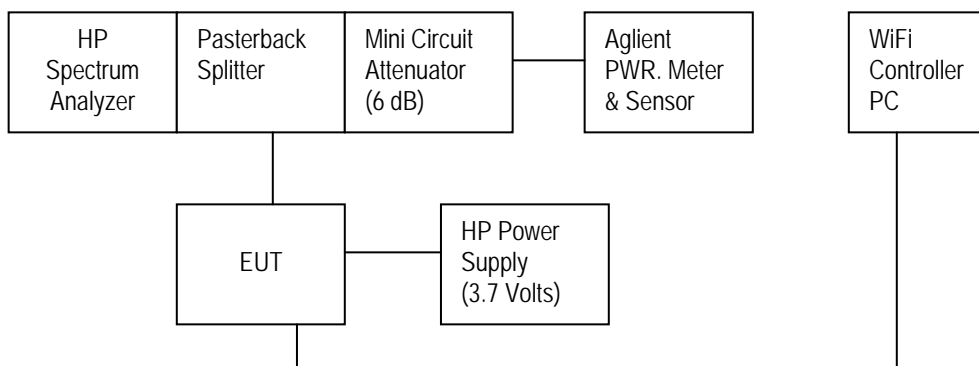 HP
Spectrum
Analyzer
Pasterback
Splitter
Mini Circuit
Attenuator
(6 dB)
Aglient
PWR. Meter
& Sensor
WiFi
Controller
PC
EUT
HP Power
Supply
(3.7 Volts)